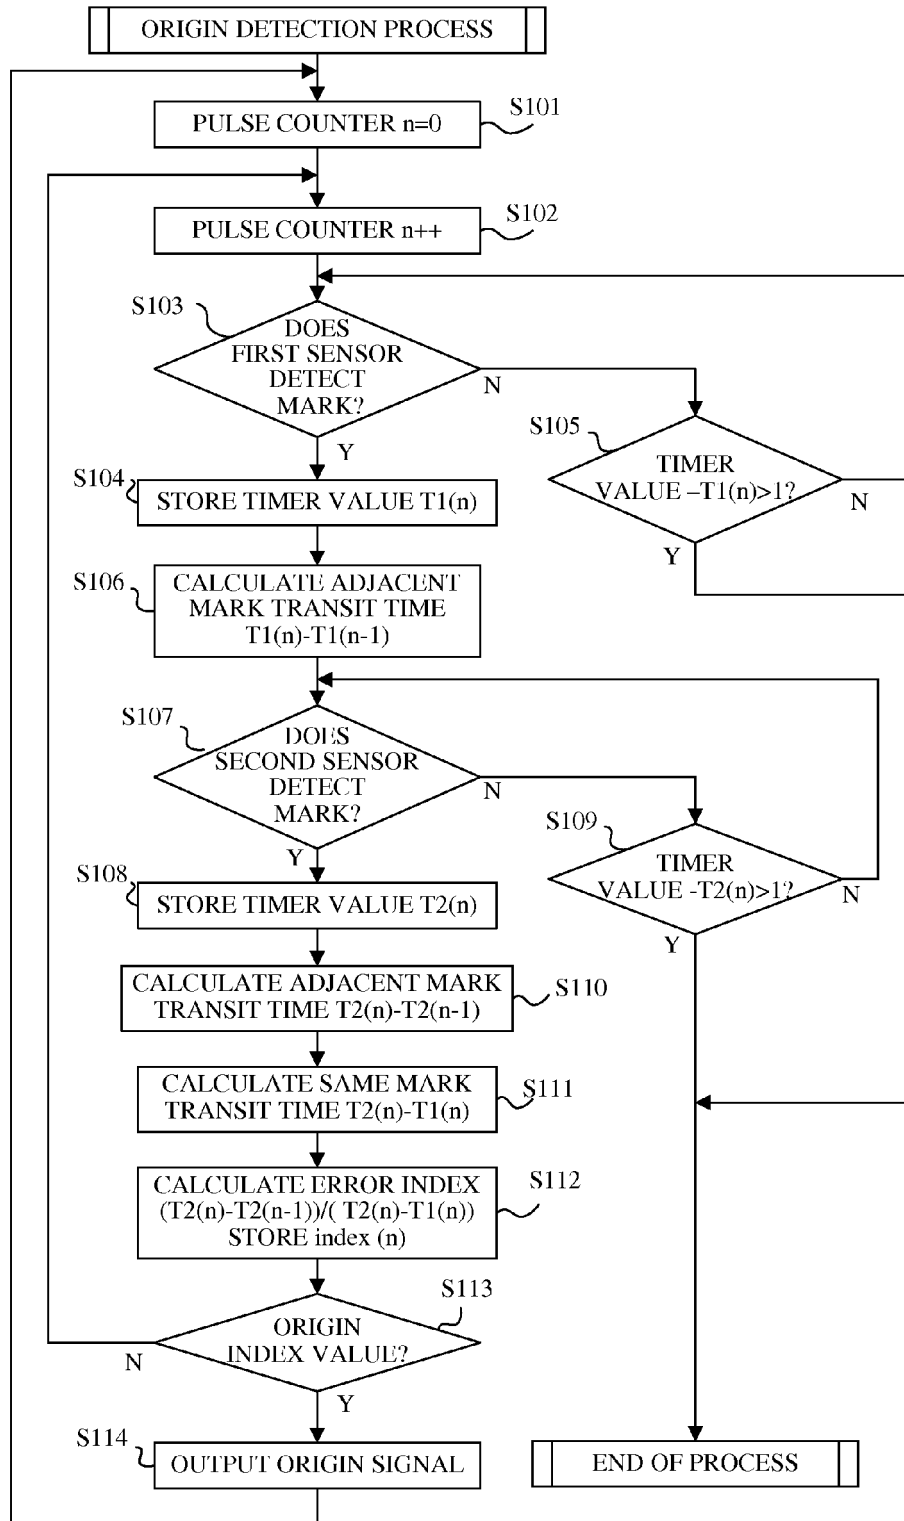 ORIGIN DETECTION PROCESS
PULSE COUNTER n=0
S101
PULSE COUNTER n++
S102
S103
DOES
FIRST SENSOR
DETECT
MARK?
N
Y
S105
TIMER
VALUE –T1(n)>1?
N
Y
S104
STORE TIMER VALUE T1(n)
S106
CALCULATE ADJACENT
MARK TRANSIT TIME
T1(n)-T1(n-1)
S107
DOES
SECOND SENSOR
DETECT
MARK?
N
Y
S109
TIMER
VALUE -T2(n)>1?
N
Y
S108
STORE TIMER VALUE T2(n)
CALCULATE ADJACENT MARK
TRANSIT TIME T2(n)-T2(n-1)
S110
CALCULATE SAME MARK
TRANSIT TIME T2(n)-T1(n)
S111
CALCULATE ERROR INDEX
(T2(n)-T2(n-1))/( T2(n)-T1(n))
STORE index (n)
S112
S113
ORIGIN
INDEX VALUE?
N
Y
S114
OUTPUT ORIGIN SIGNAL
END OF PROCESS